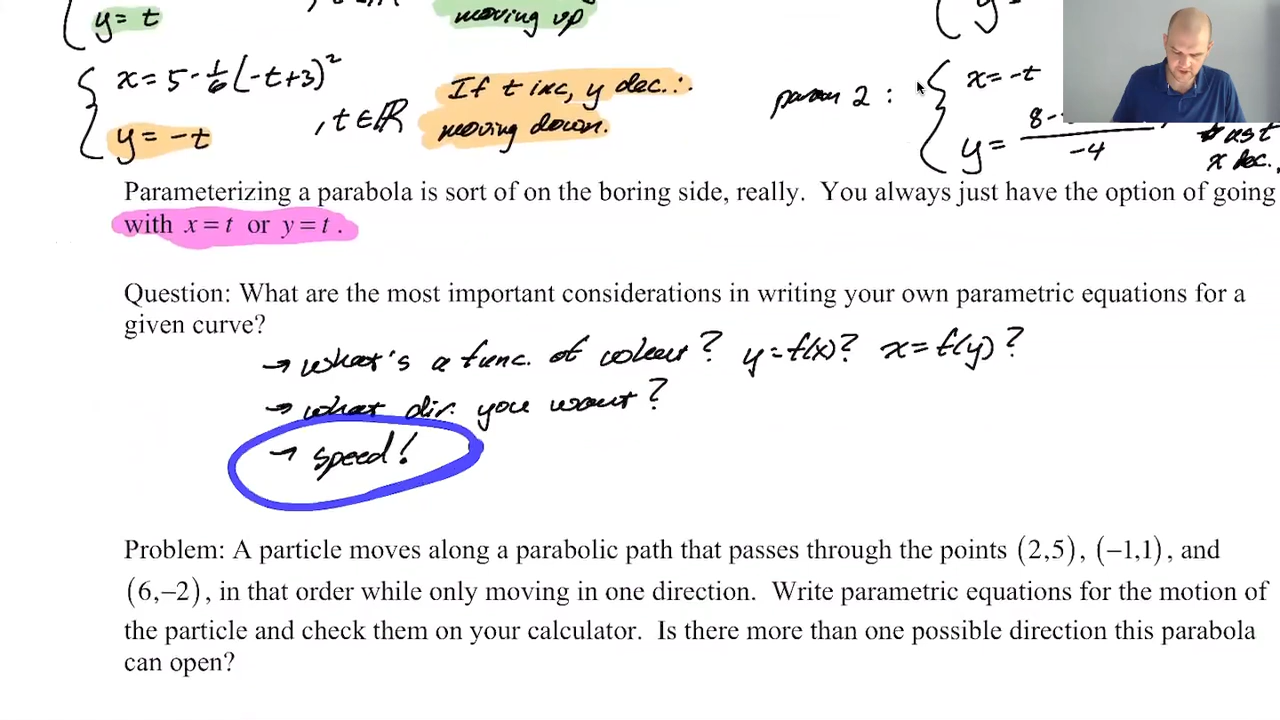 y = t
moving up
y =
x = 5 - 1/6 (-t+3)²
, t ∈ ℝ
y = -t
If t inc, y dec.∴
moving down.
param 2 :
x = -t
y = 8- / -4
as t
x dec.
Parameterizing a parabola is sort of on the boring side, really. You always just have the option of going
with x = t or y = t .
Question: What are the most important considerations in writing your own parametric equations for a
given curve?
→ what's a func. of what? y = f(x)? x = f(y)?
→ what dir. you want?
→ speed!
Problem: A particle moves along a parabolic path that passes through the points (2,5), (−1,1), and
(6,−2), in that order while only moving in one direction. Write parametric equations for the motion of
the particle and check them on your calculator. Is there more than one possible direction this parabola
can open?